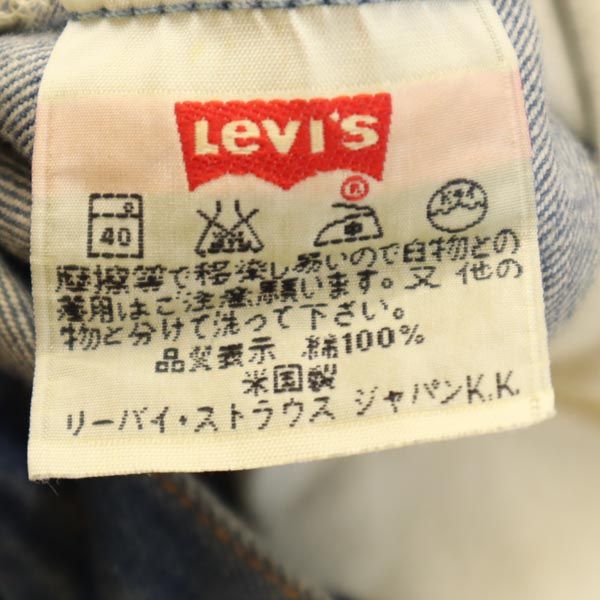 Levi's
®
40
中
摩擦等で移染し易いので白物との
着用はご注意願います。又 他の
物と分けて洗って下さい。
品質表示 綿100%
米国製
リーバイ・ストラウス ジャパンK.K.